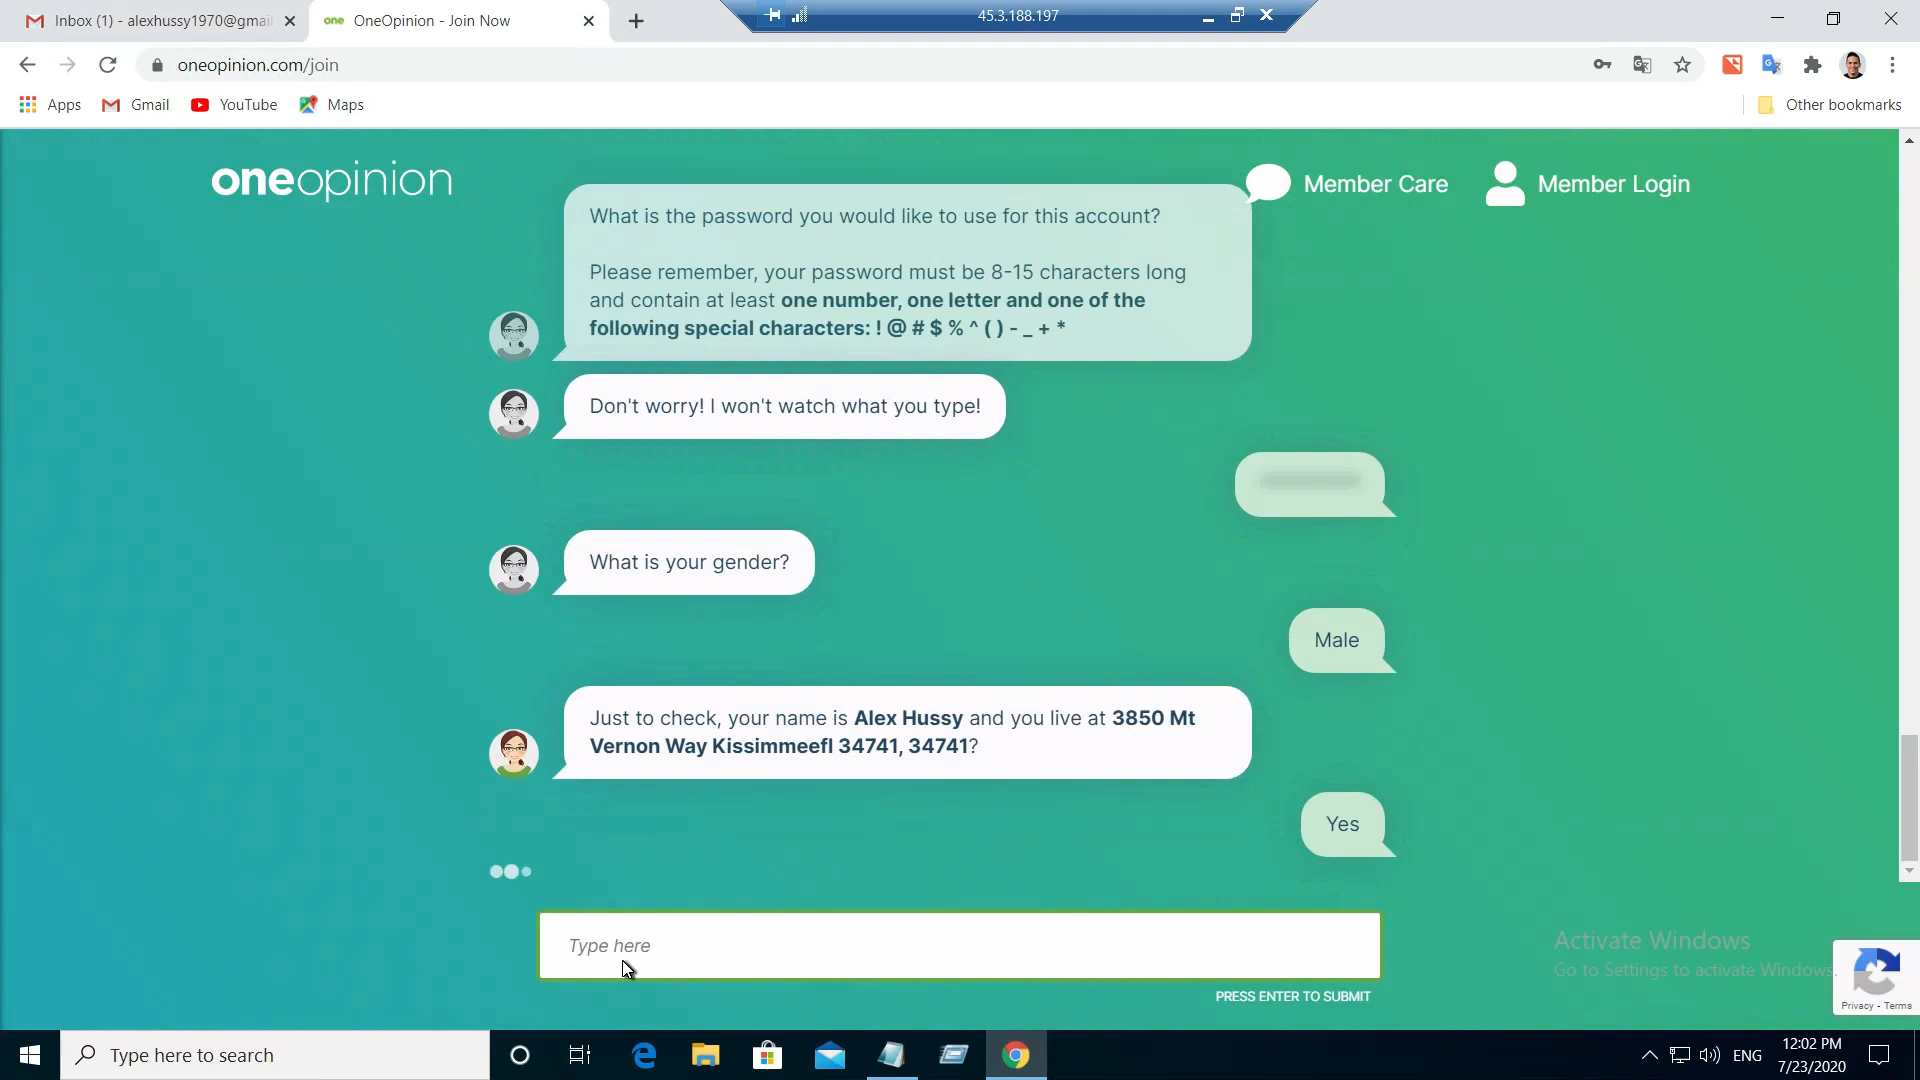 Inbox (1) - alexhussy1970@gmai
OneOpinion - Join Now
45.3.188.197
oneopinion.com/join
Apps
Gmail
YouTube
Maps
Other bookmarks
oneopinion
Member Care
Member Login
What is the password you would like to use for this account?
Please remember, your password must be 8-15 characters long
and contain at least one number, one letter and one of the
following special characters: ! @ # $ % ^ ( ) - _ + *
Don't worry! I won't watch what you type!
What is your gender?
Male
Just to check, your name is Alex Hussy and you live at 3850 Mt
Vernon Way Kissimmeefl 34741, 34741?
Yes
Type here
PRESS ENTER TO SUBMIT
Activate Windows
Go to Settings to activate Windows.
Privacy - Terms
Type here to search
ENG
12:02 PM
7/23/2020